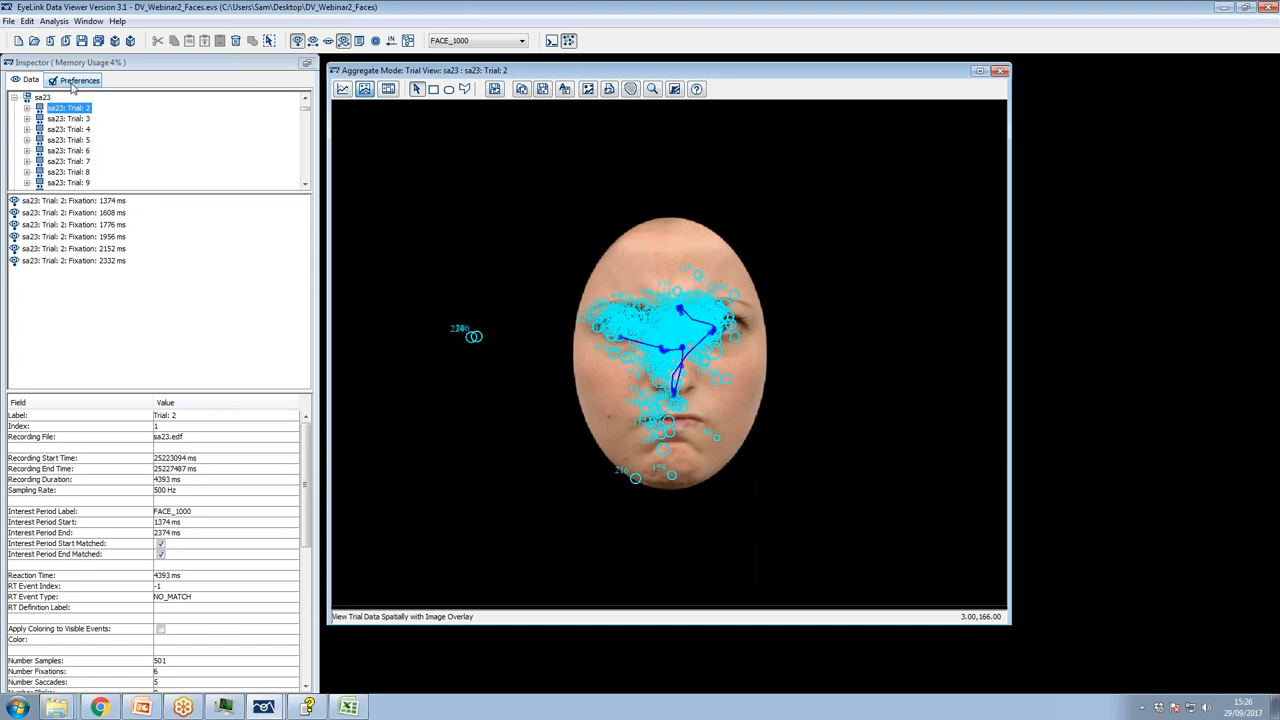 EyeLink Data Viewer Version 3.1 - DV_Webinar2_Faces.evs (C:\Users\Sam\Desktop\DV_Webinar2_Faces)
File Edit Analysis Window Help
FACE_1000
Inspector ( Memory Usage 4% )
Data Preferences
sa23
sa23: Trial: 2
sa23: Trial: 3
sa23: Trial: 4
sa23: Trial: 5
sa23: Trial: 6
sa23: Trial: 7
sa23: Trial: 8
sa23: Trial: 9
sa23: Trial: 2: Fixation: 1374 ms
sa23: Trial: 2: Fixation: 1608 ms
sa23: Trial: 2: Fixation: 1776 ms
sa23: Trial: 2: Fixation: 1956 ms
sa23: Trial: 2: Fixation: 2152 ms
sa23: Trial: 2: Fixation: 2332 ms
Field Value
Label: Trial: 2
Index: 1
Recording File: sa23.edf
Recording Start Time: 25223094 ms
Recording End Time: 25227487 ms
Recording Duration: 4393 ms
Sampling Rate: 500 Hz
Interest Period Label: FACE_1000
Interest Period Start: 1374 ms
Interest Period End: 2374 ms
Interest Period Start Matched:
Interest Period End Matched:
Reaction Time: 4393 ms
RT Event Index: -1
RT Event Type: NO_MATCH
RT Definition Label:
Apply Coloring to Visible Events:
Color:
Number Samples: 501
Number Fixations: 6
Number Saccades: 5
Aggregate Mode: Trial View: sa23 : sa23: Trial: 2
216
158
View Trial Data Spatially with Image Overlay 3.00,166.00
15:26
29/09/2017